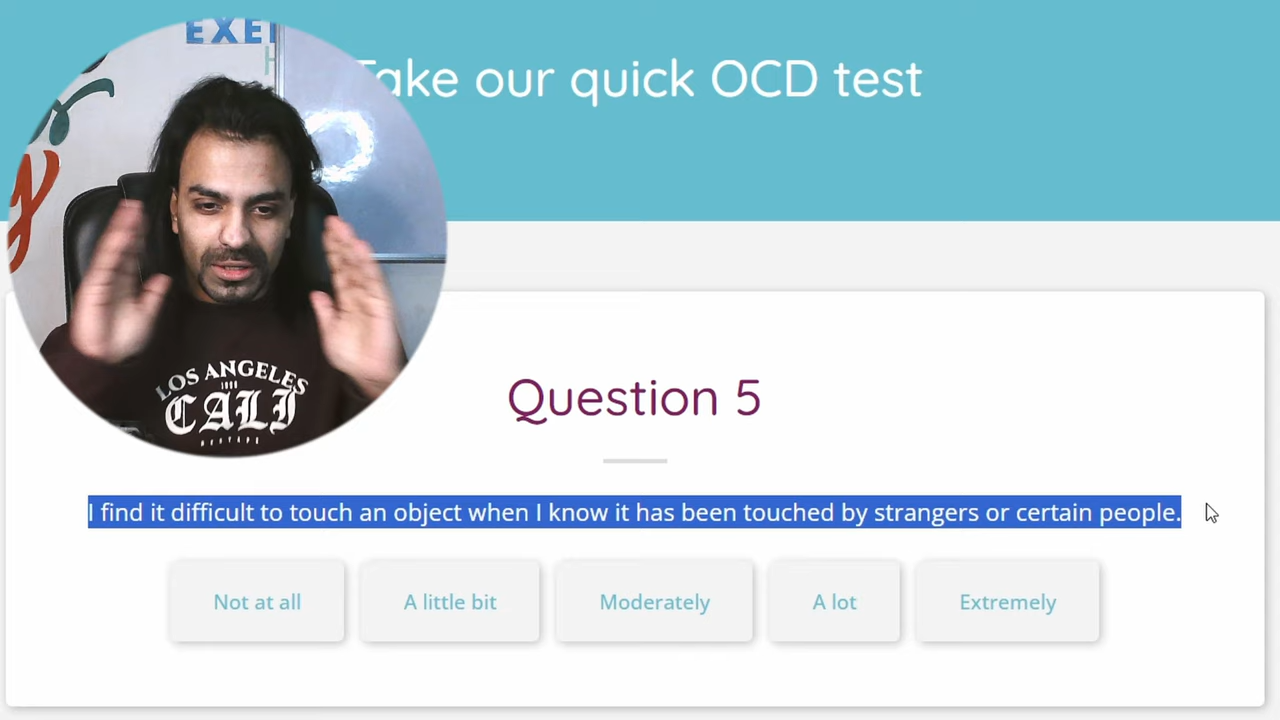 EXE
H
Take our quick OCD test
LOS ANGELES
CALI
Question 5
I find it difficult to touch an object when I know it has been touched by strangers or certain people.
Not at all
A little bit
Moderately
A lot
Extremely